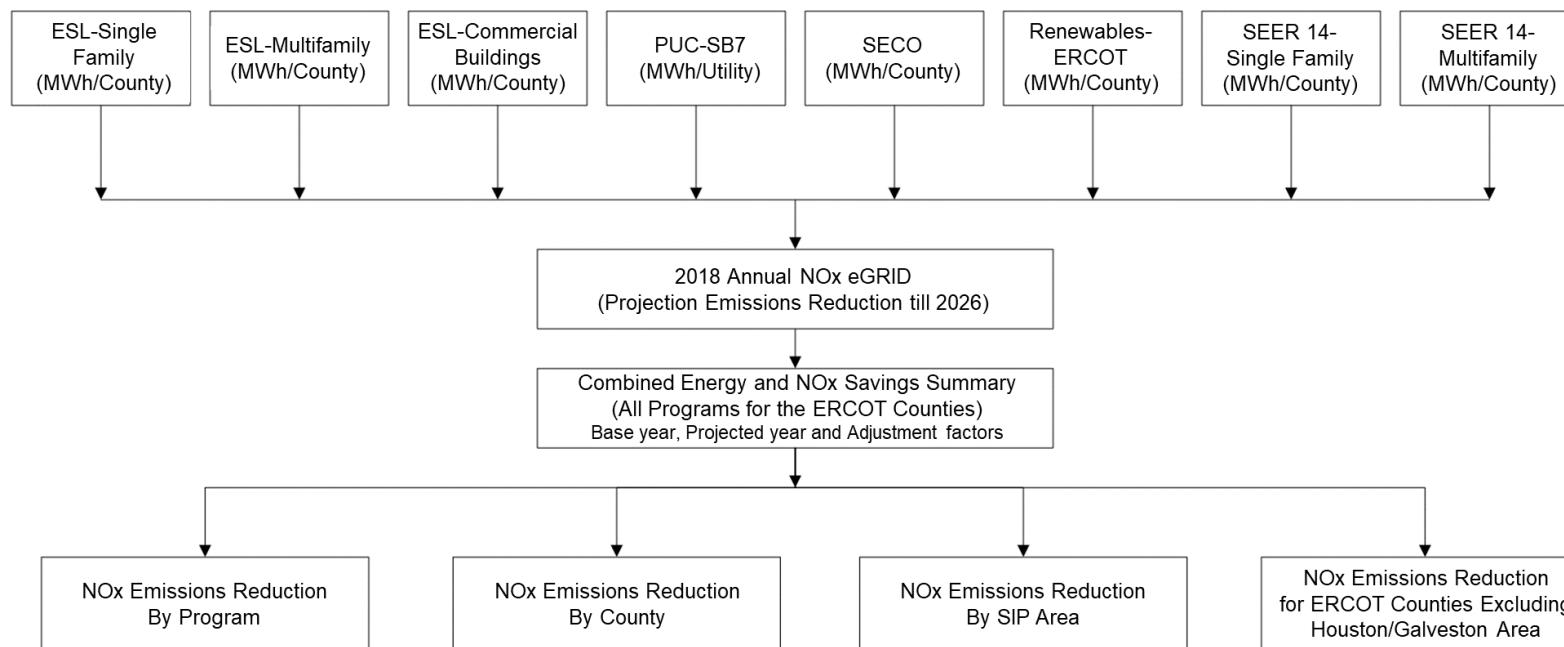 ESL-Single
Family
(MWh/County)
ESL-Multifamily
(MWh/County)
ESL-Commercial
Buildings
(MWh/County)
PUC-SB7
(MWh/Utility)
SECO
(MWh/County)
Renewables-
ERCOT
(MWh/County)
SEER 14-
Single Family
(MWh/County)
SEER 14-
Multifamily
(MWh/County)
2018 Annual NOx eGRID
(Projection Emissions Reduction till 2026)
Combined Energy and NOx Savings Summary
(All Programs for the ERCOT Counties)
Base year, Projected year and Adjustment factors
NOx Emissions Reduction
By Program
NOx Emissions Reduction
By County
NOx Emissions Reduction
By SIP Area
NOx Emissions Reduction
for ERCOT Counties Excluding
Houston/Galveston Area